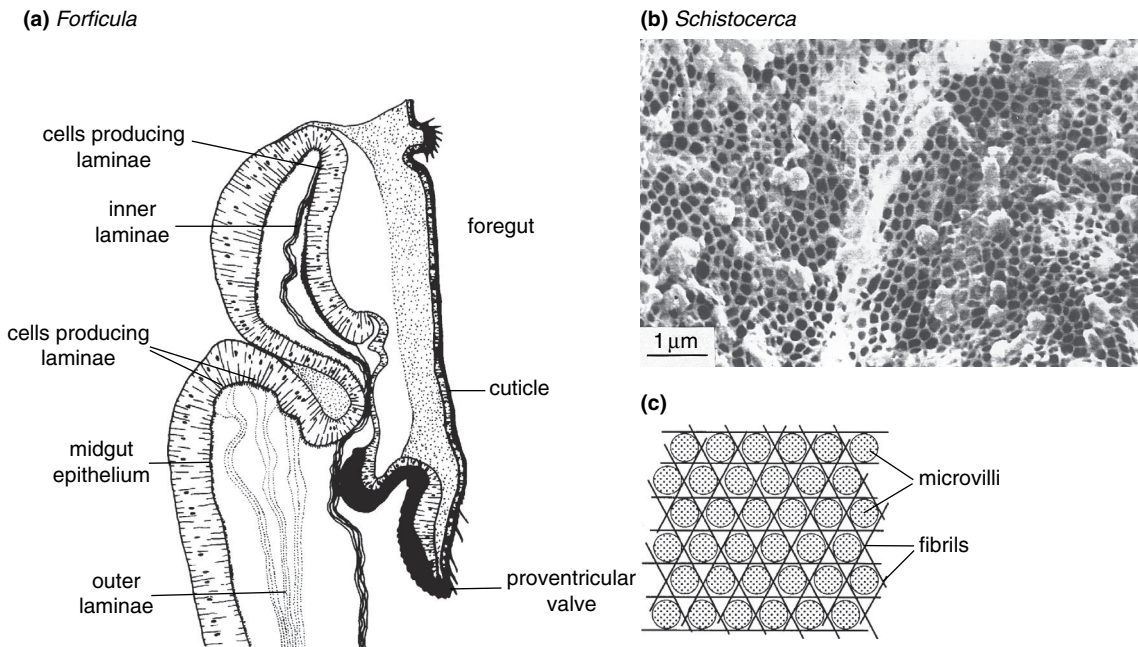 (a) Forficula
cells producing
laminae
inner
laminae
foregut
cells producing
laminae
cuticle
midgut
epithelium
outer
laminae
proventricular
valve
(b) Schistocerca
1 μm
(c)
microvilli
fibrils